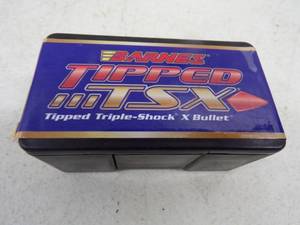 BARNES
TIPPED
TSX
Tipped Triple-Shock X Bullet